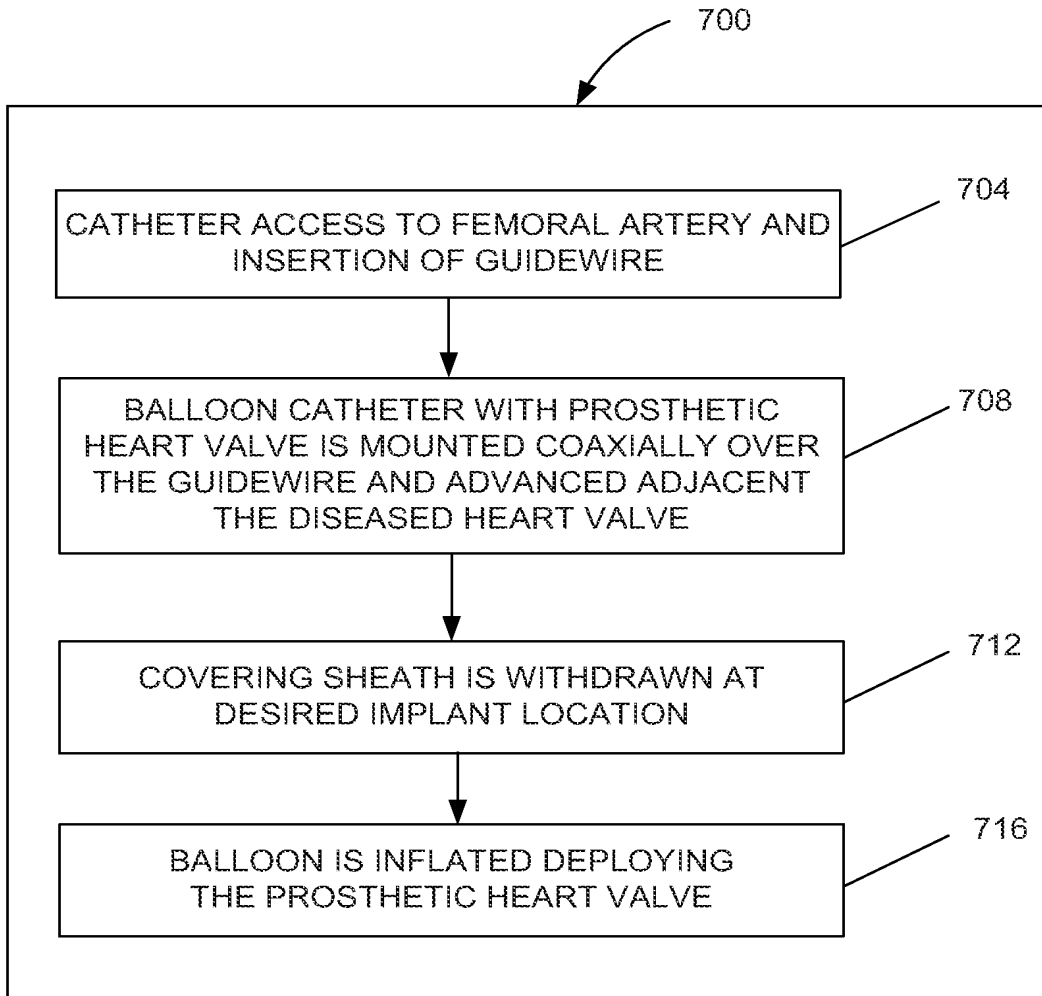 700
704
CATHETER ACCESS TO FEMORAL ARTERY AND
INSERTION OF GUIDEWIRE
708
BALLOON CATHETER WITH PROSTHETIC
HEART VALVE IS MOUNTED COAXIALLY OVER
THE GUIDEWIRE AND ADVANCED ADJACENT
THE DISEASED HEART VALVE
712
COVERING SHEATH IS WITHDRAWN AT
DESIRED IMPLANT LOCATION
716
BALLOON IS INFLATED DEPLOYING
THE PROSTHETIC HEART VALVE